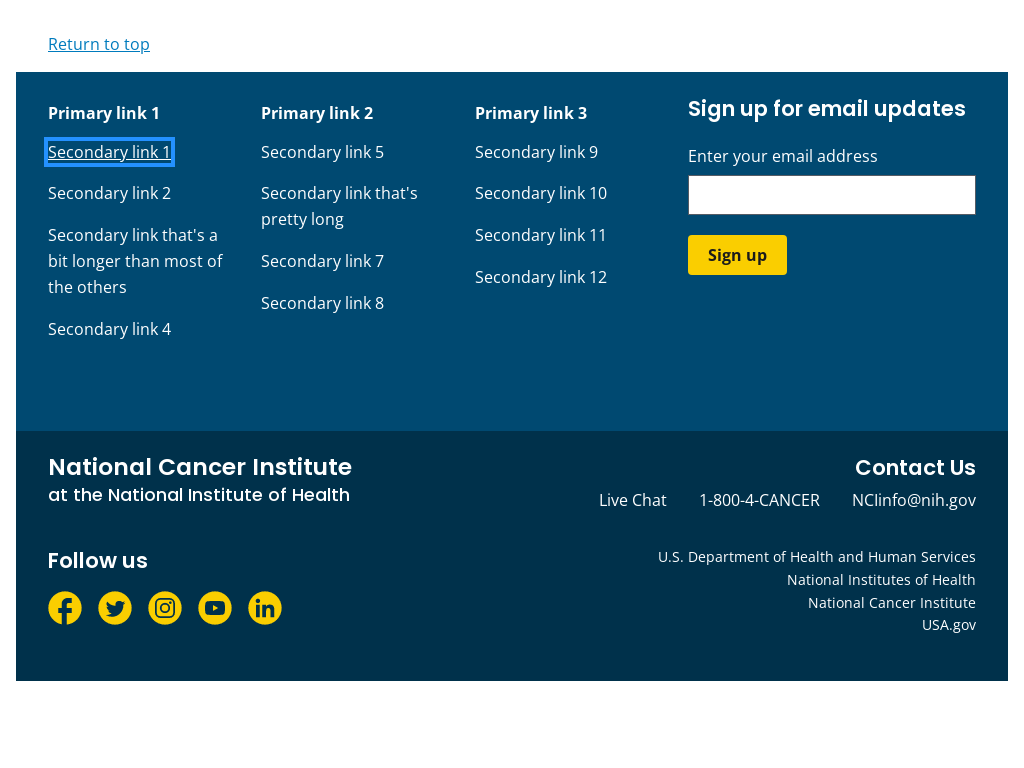 Return to top
Primary link 1
Secondary link 1
Secondary link 2
Secondary link that's a
bit longer than most of
the others
Secondary link 4
Primary link 2
Secondary link 5
Secondary link that's
pretty long
Secondary link 7
Secondary link 8
Primary link 3
Secondary link 9
Secondary link 10
Secondary link 11
Secondary link 12
Sign up for email updates
Enter your email address
Sign up
National Cancer Institute
at the National Institute of Health
Contact Us
Live Chat 1-800-4-CANCER NCIinfo@nih.gov
Follow us
U.S. Department of Health and Human Services
National Institutes of Health
National Cancer Institute
USA.gov